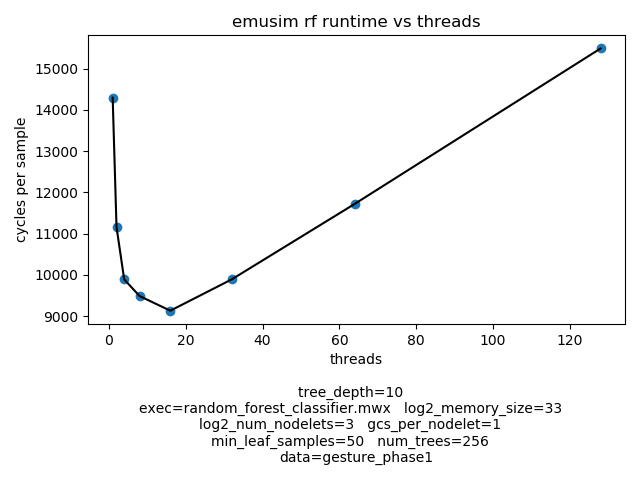 emusim rf runtime vs threads
15000
14000
13000
12000
11000
10000
9000
cycles per sample
0 20 40 60 80 100 120
threads
tree_depth=10
exec=random_forest_classifier.mwx log2_memory_size=33
log2_num_nodelets=3 gcs_per_nodelet=1
min_leaf_samples=50 num_trees=256
data=gesture_phase1